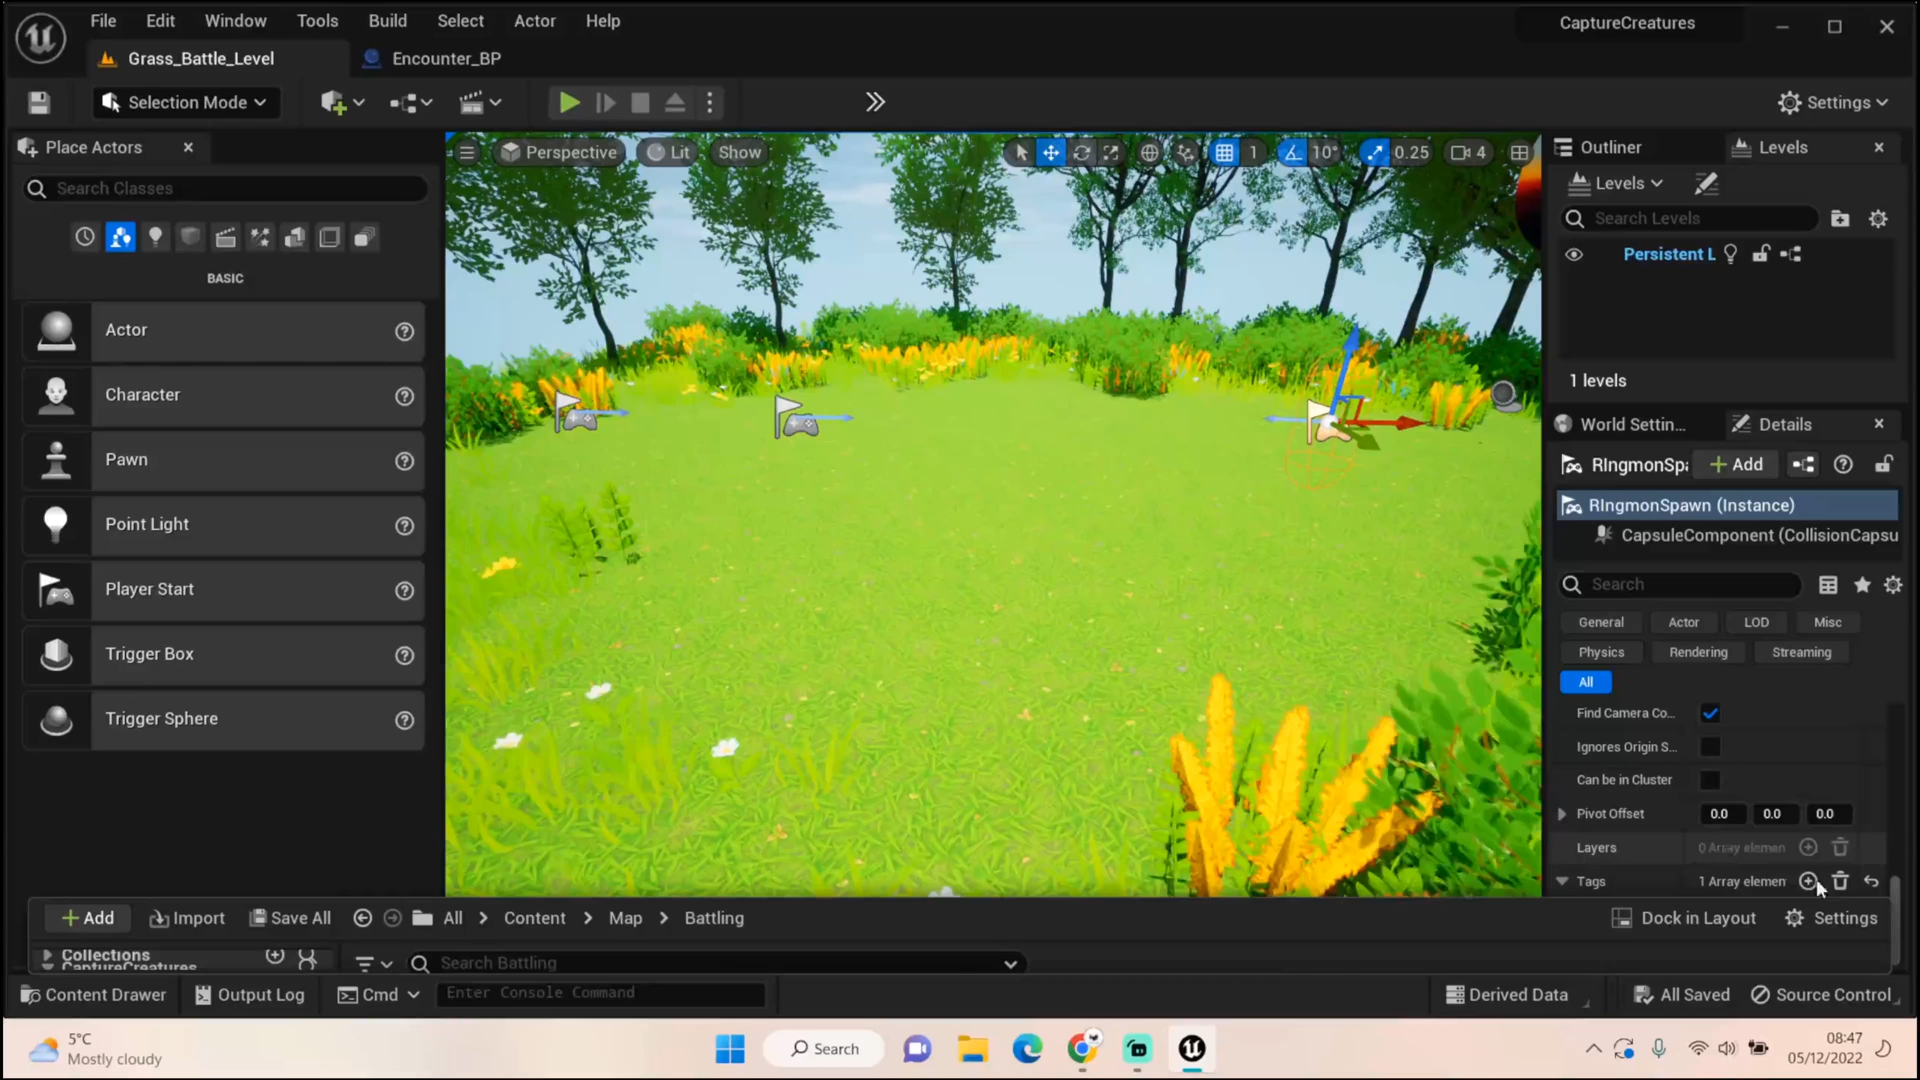 File Edit Window Tools Build Select Actor Help
CaptureCreatures
Grass_Battle_Level
Encounter_BP
Selection Mode
Settings
Place Actors
Search Classes
BASIC
Actor
Character
Pawn
Point Light
Player Start
Trigger Box
Trigger Sphere
Perspective
Lit
Show
1
10°
0.25
4
Outliner
Levels
Levels
Search Levels
Persistent L
1 levels
World Settin...
Details
RIngmonSpa
Add
RIngmonSpawn (Instance)
CapsuleComponent (CollisionCapsu
Search
General Actor LOD Misc
Physics Rendering Streaming
All
Find Camera Co...
Ignores Origin S...
Can be in Cluster
Pivot Offset 0.0 0.0 0.0
Layers 0 Array elemen
Tags 1 Array elemen
Add Import Save All All Content Map Battling
Dock in Layout Settings
Collections
CaptureCreatures
Search Battling
Content Drawer Output Log Cmd Enter Console Command
Derived Data All Saved Source Control
5°C
Mostly cloudy
Search
08:47
05/12/2022